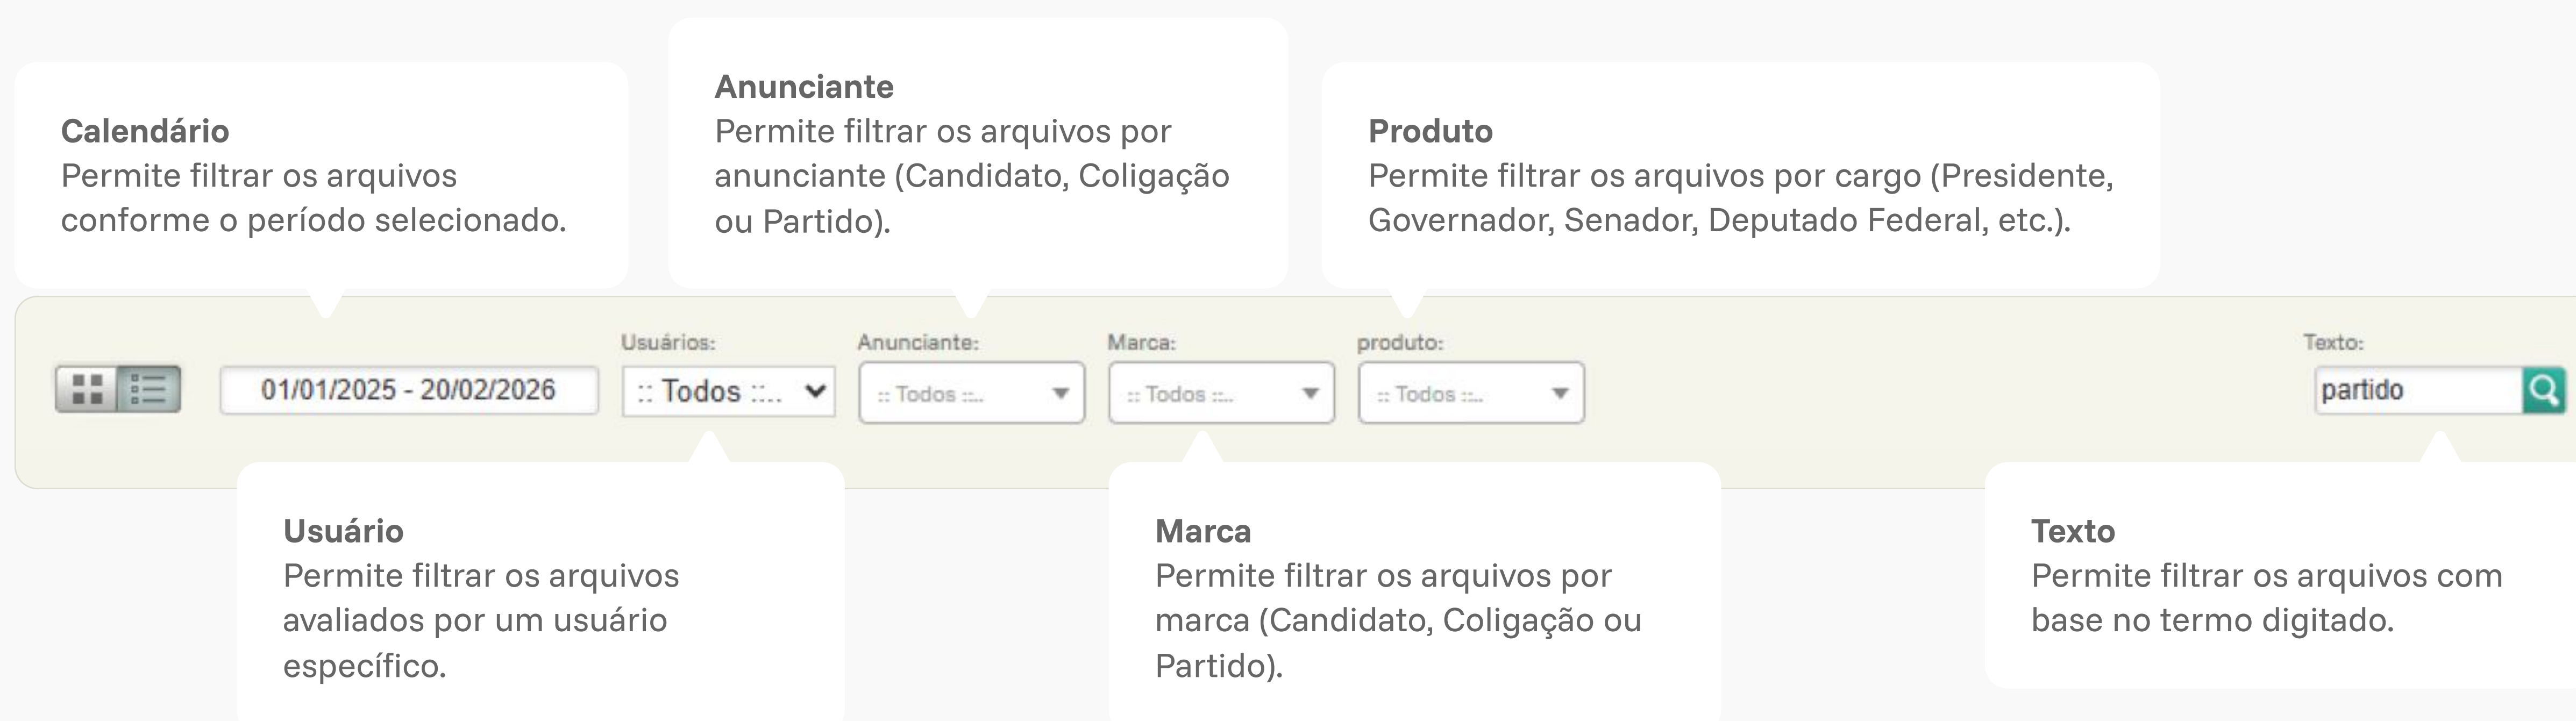 Calendário
Permite filtrar os arquivos
conforme o período selecionado.
Anunciante
Permite filtrar os arquivos por
anunciante (Candidato, Coligação
ou Partido).
Produto
Permite filtrar os arquivos por cargo (Presidente,
Governador, Senador, Deputado Federal, etc.).
Usuários:
Anunciante:
Marca:
produto:
Texto:
01/01/2025 - 20/02/2026
:: Todos ::...
:: Todos ::...
:: Todos ::...
:: Todos ::...
partido
Usuário
Permite filtrar os arquivos
avaliados por um usuário
específico.
Marca
Permite filtrar os arquivos por
marca (Candidato, Coligação ou
Partido).
Texto
Permite filtrar os arquivos com
base no termo digitado.